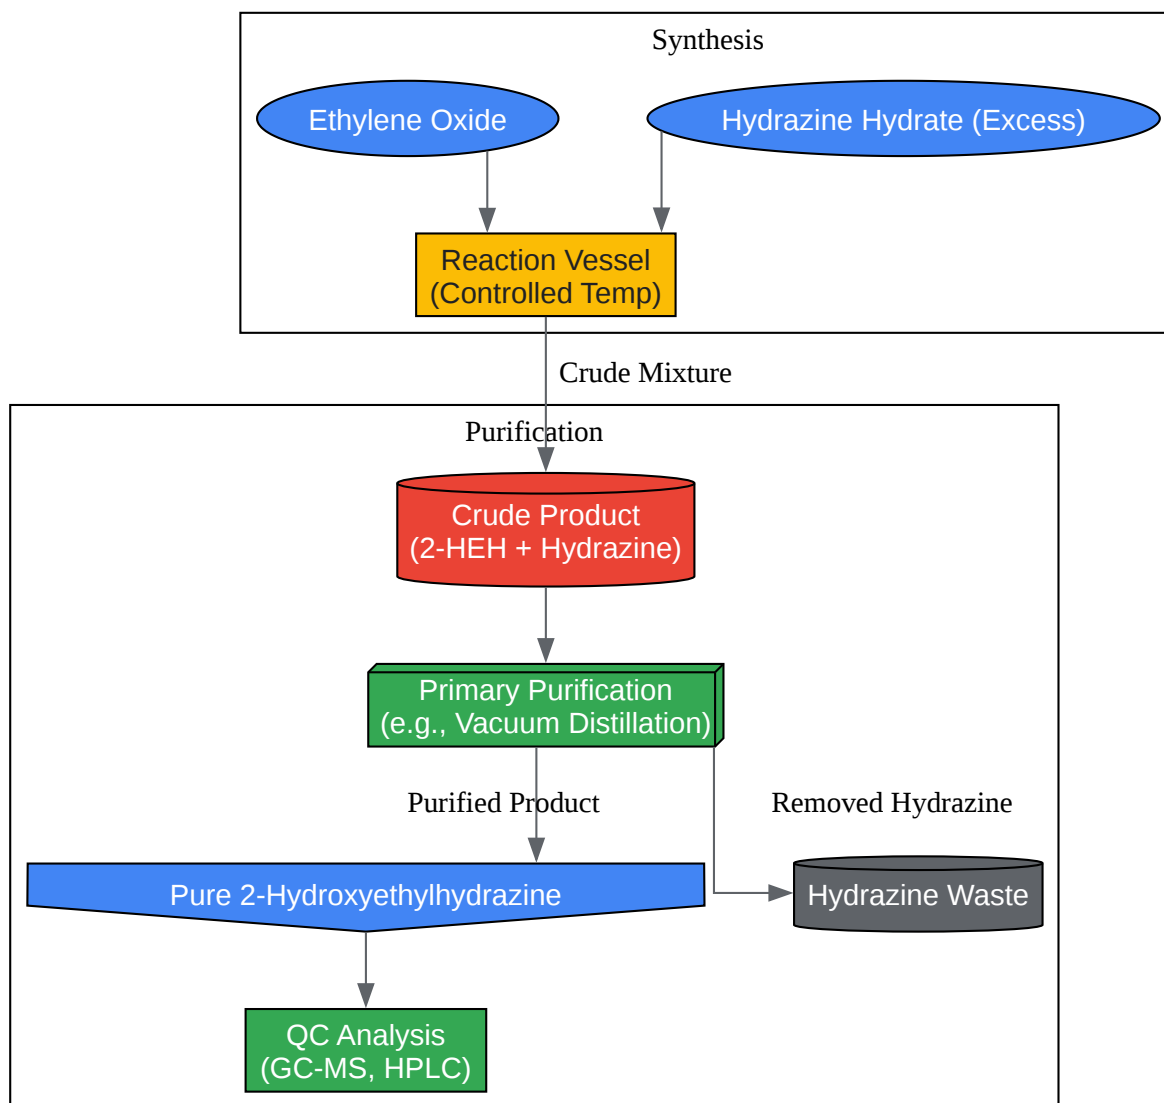 Synthesis
Ethylene Oxide
Hydrazine Hydrate (Excess)
Reaction Vessel
(Controlled Temp)
Crude Mixture
Purification
Crude Product
(2-HEH + Hydrazine)
Primary Purification
(e.g., Vacuum Distillation)
Purified Product
Removed Hydrazine
Pure 2-Hydroxyethylhydrazine
Hydrazine Waste
QC Analysis
(GC-MS, HPLC)